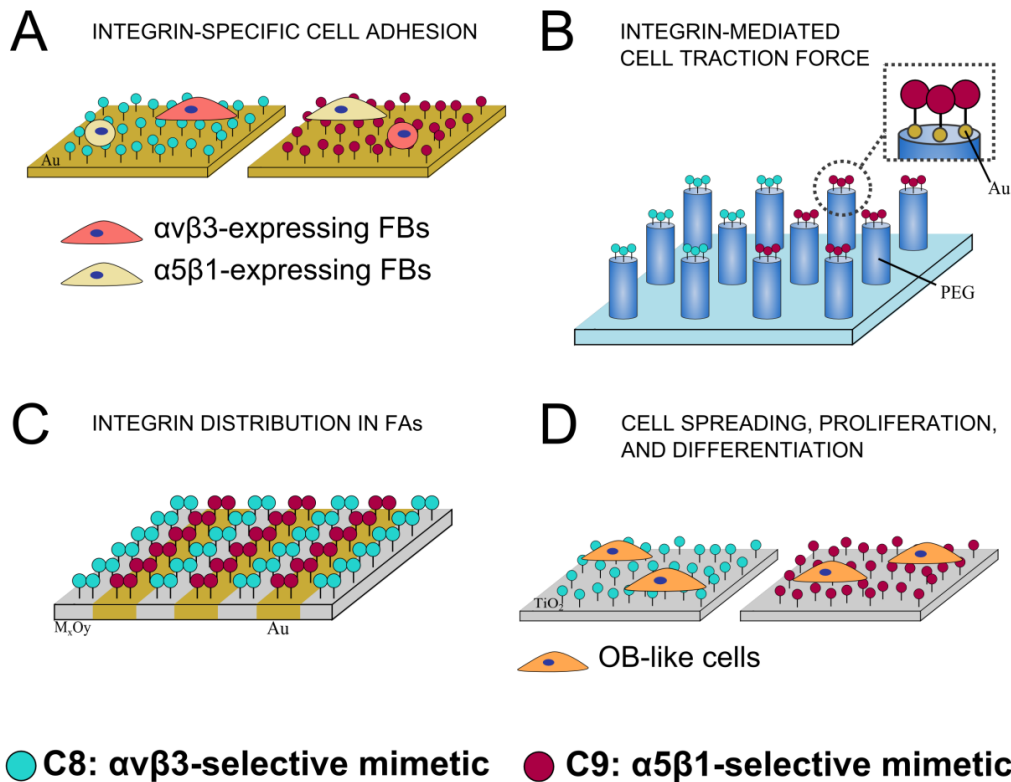 A INTEGRIN-SPECIFIC CELL ADHESION
Au
αvβ3-expressing FBs
α5β1-expressing FBs
B INTEGRIN-MEDIATED
CELL TRACTION FORCE
Au
PEG
C INTEGRIN DISTRIBUTION IN FAs
MₓOy
Au
D CELL SPREADING, PROLIFERATION,
AND DIFFERENTIATION
TiO₂
OB-like cells
C8: αvβ3-selective mimetic
C9: α5β1-selective mimetic